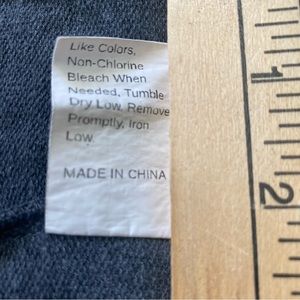 Like Colors,
Non-Chlorine
Bleach When
Needed, Tumble
Dry Low, Remove
Promptly, Iron
Low.
MADE IN CHINA
1
2